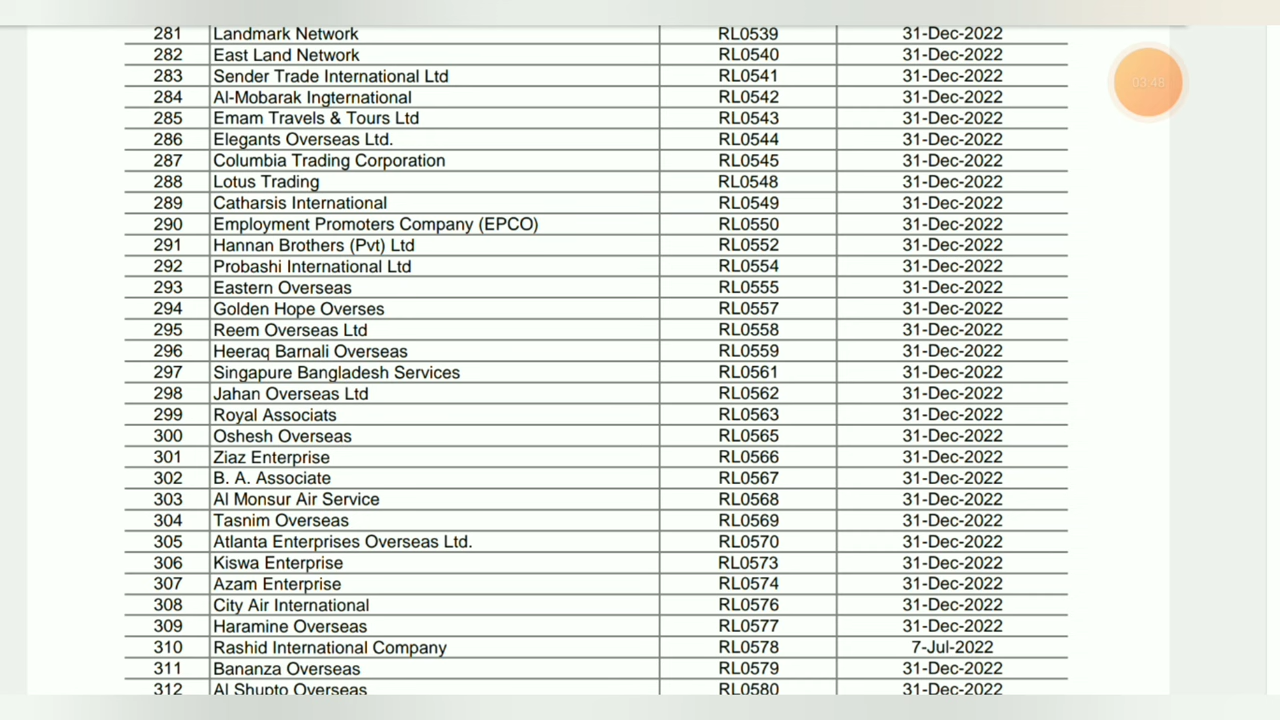 281 Landmark Network RL0539 31-Dec-2022
282 East Land Network RL0540 31-Dec-2022
283 Sender Trade International Ltd RL0541 31-Dec-2022
284 Al-Mobarak Ingternational RL0542 31-Dec-2022
285 Emam Travels & Tours Ltd RL0543 31-Dec-2022
286 Elegants Overseas Ltd. RL0544 31-Dec-2022
287 Columbia Trading Corporation RL0545 31-Dec-2022
288 Lotus Trading RL0548 31-Dec-2022
289 Catharsis International RL0549 31-Dec-2022
290 Employment Promoters Company (EPCO) RL0550 31-Dec-2022
291 Hannan Brothers (Pvt) Ltd RL0552 31-Dec-2022
292 Probashi International Ltd RL0554 31-Dec-2022
293 Eastern Overseas RL0555 31-Dec-2022
294 Golden Hope Overses RL0557 31-Dec-2022
295 Reem Overseas Ltd RL0558 31-Dec-2022
296 Heeraq Barnali Overseas RL0559 31-Dec-2022
297 Singapure Bangladesh Services RL0561 31-Dec-2022
298 Jahan Overseas Ltd RL0562 31-Dec-2022
299 Royal Associats RL0563 31-Dec-2022
300 Oshesh Overseas RL0565 31-Dec-2022
301 Ziaz Enterprise RL0566 31-Dec-2022
302 B. A. Associate RL0567 31-Dec-2022
303 Al Monsur Air Service RL0568 31-Dec-2022
304 Tasnim Overseas RL0569 31-Dec-2022
305 Atlanta Enterprises Overseas Ltd. RL0570 31-Dec-2022
306 Kiswa Enterprise RL0573 31-Dec-2022
307 Azam Enterprise RL0574 31-Dec-2022
308 City Air International RL0576 31-Dec-2022
309 Haramine Overseas RL0577 31-Dec-2022
310 Rashid International Company RL0578 7-Jul-2022
311 Bananza Overseas RL0579 31-Dec-2022
312 Al Shupto Overseas RL0580 31-Dec-2022
03:48